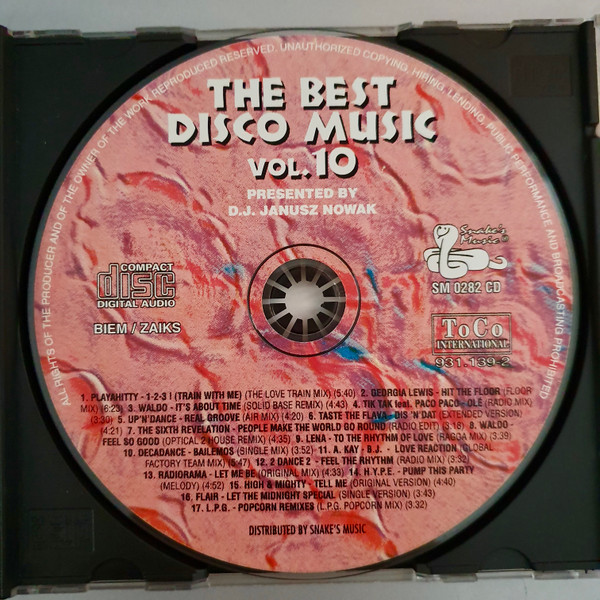 ALL RIGHTS OF THE PRODUCER AND OF THE OWNER OF THE WORK REPRODUCED RESERVED. UNAUTHORIZED COPYING, HIRING, LENDING, PUBLIC PERFORMANCE AND BROADCASTING PROHIBITED
THE BEST
DISCO MUSIC
VOL.10
PRESENTED BY
D.J. JANUSZ NOWAK
COMPACT
disc
DIGITAL AUDIO
BIEM / ZAIKS
Snake's
Music®
SM 0282 CD
ToCo
INTERNATIONAL
931.139-2
1. PLAYAHITTY - 1-2-3 ! (TRAIN WITH ME) (THE LOVE TRAIN MIX) (5:40) 2. GEORGIA LEWIS - HIT THE FLOOR (FLOOR
MIX) (6:23) 3. WALDO - IT'S ABOUT TIME (SOLID BASE REMIX) (4:43) 4. TIK TAK feat. PACO PACO - OLÉ (RADIO MIX)
(3:30) 5. UP'N'DANCE - REAL GROOVE (AIR MIX) (4:20) 6. TASTE THE FLAVA - DIS 'N'DAT (EXTENDED VERSION)
(4:21) 7. THE SIXTH REVELATION - PEOPLE MAKE THE WORLD GO ROUND (RADIO EDIT) (3:16) 8. WALDO -
FEEL SO GOOD (OPTICAL 2 HOUSE REMIX) (4:35) 9. LENA - TO THE RHYTHM OF LOVE (RAGGA MIX) (3.39)
10. DECADANCE - BAILEMOS (SINGLE MIX) (3:52) 11. A. KAY - B.J. - LOVE REACTION (GLOBAL
FACTORY TEAM MIX) (5:47) 12. 2 DANCE 2 - FEEL THE RHYTHM (RADIO MIX) (3:32)
13. RADIORAMA - LET ME BE (ORIGINAL MIX) (4:33) 14. H.Y.P.E. - PUMP THIS PARTY
(MELODY) (4:52) 15. HIGH & MIGHTY - TELL ME (ORIGINAL VERSION) (4:40)
16. FLAIR - LET THE MIDNIGHT SPECIAL (SINGLE VERSION) (3:43)
17. L.P.G. - POPCORN REMIXES (L.P.G. POPCORN MIX) (3.32)
DISTRIBUTED BY SNAKE'S MUSIC